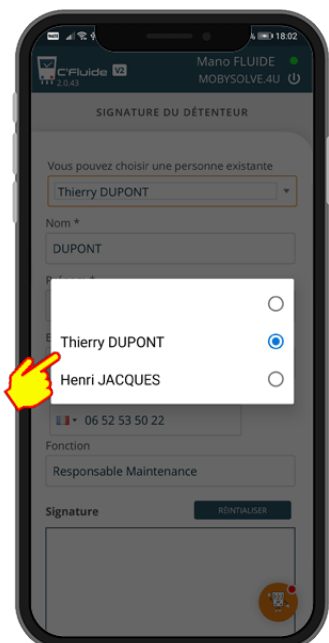 18:02
C'Fluide V2
2.0.43
Mano FLUIDE
MOBYSOLVE.4U
SIGNATURE DU DÉTENTEUR
Vous pouvez choisir une personne existante
Thierry DUPONT
Nom *
DUPONT
Thierry DUPONT
Henri JACQUES
06 52 53 50 22
Fonction
Responsable Maintenance
Signature
RÉINTIALISER